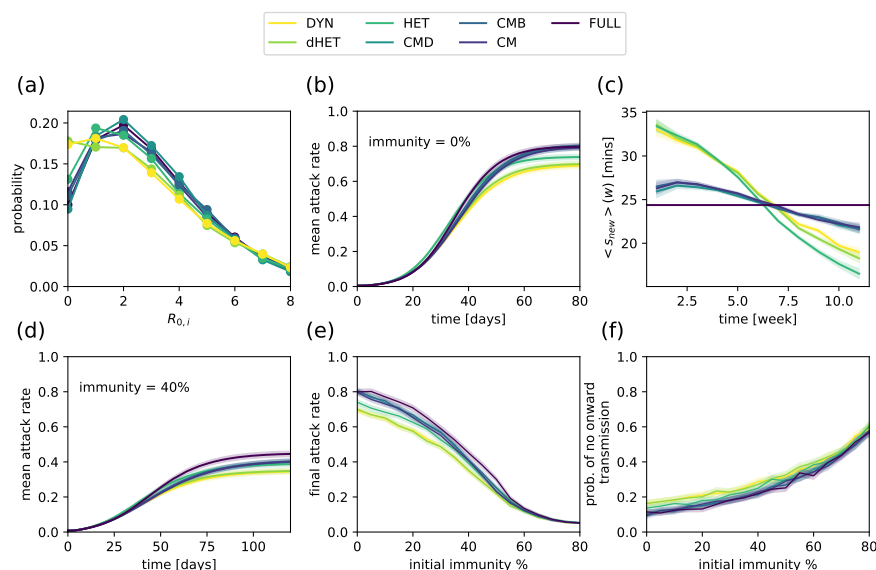 DYN HET CMB FULL
dHET CMD CM
(a) (b) (c)
0.20
0.15
0.10
0.05
0.00
probability
0 2 4 6 8
R0,i
1.0
0.8
0.6
0.4
0.2
0.0
mean attack rate
immunity = 0%
0 20 40 60 80
time [days]
35
30
25
20
< snew > (w) [mins]
2.5 5.0 7.5 10.0
time [week]
(d) (e) (f)
1.0
0.8
0.6
0.4
0.2
0.0
mean attack rate
immunity = 40%
0 25 50 75 100
time [days]
1.0
0.8
0.6
0.4
0.2
0.0
final attack rate
0 20 40 60 80
initial immunity %
1.0
0.8
0.6
0.4
0.2
0.0
prob. of no onward
transmission
0 20 40 60 80
initial immunity %